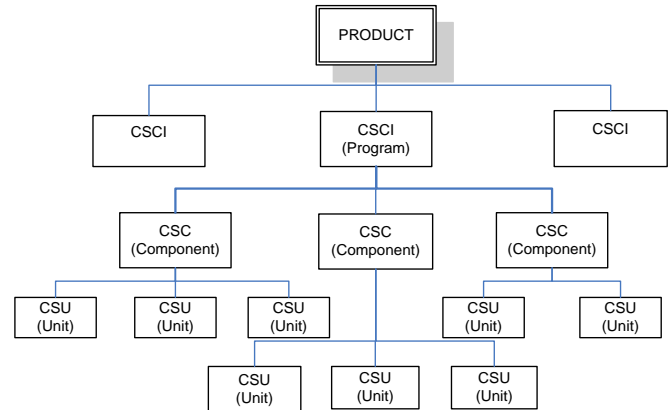 PRODUCT
CSCI
CSCI
(Program)
CSCI
CSC
(Component)
CSC
(Component)
CSC
(Component)
CSU
(Unit)
CSU
(Unit)
CSU
(Unit)
CSU
(Unit)
CSU
(Unit)
CSU
(Unit)
CSU
(Unit)
CSU
(Unit)